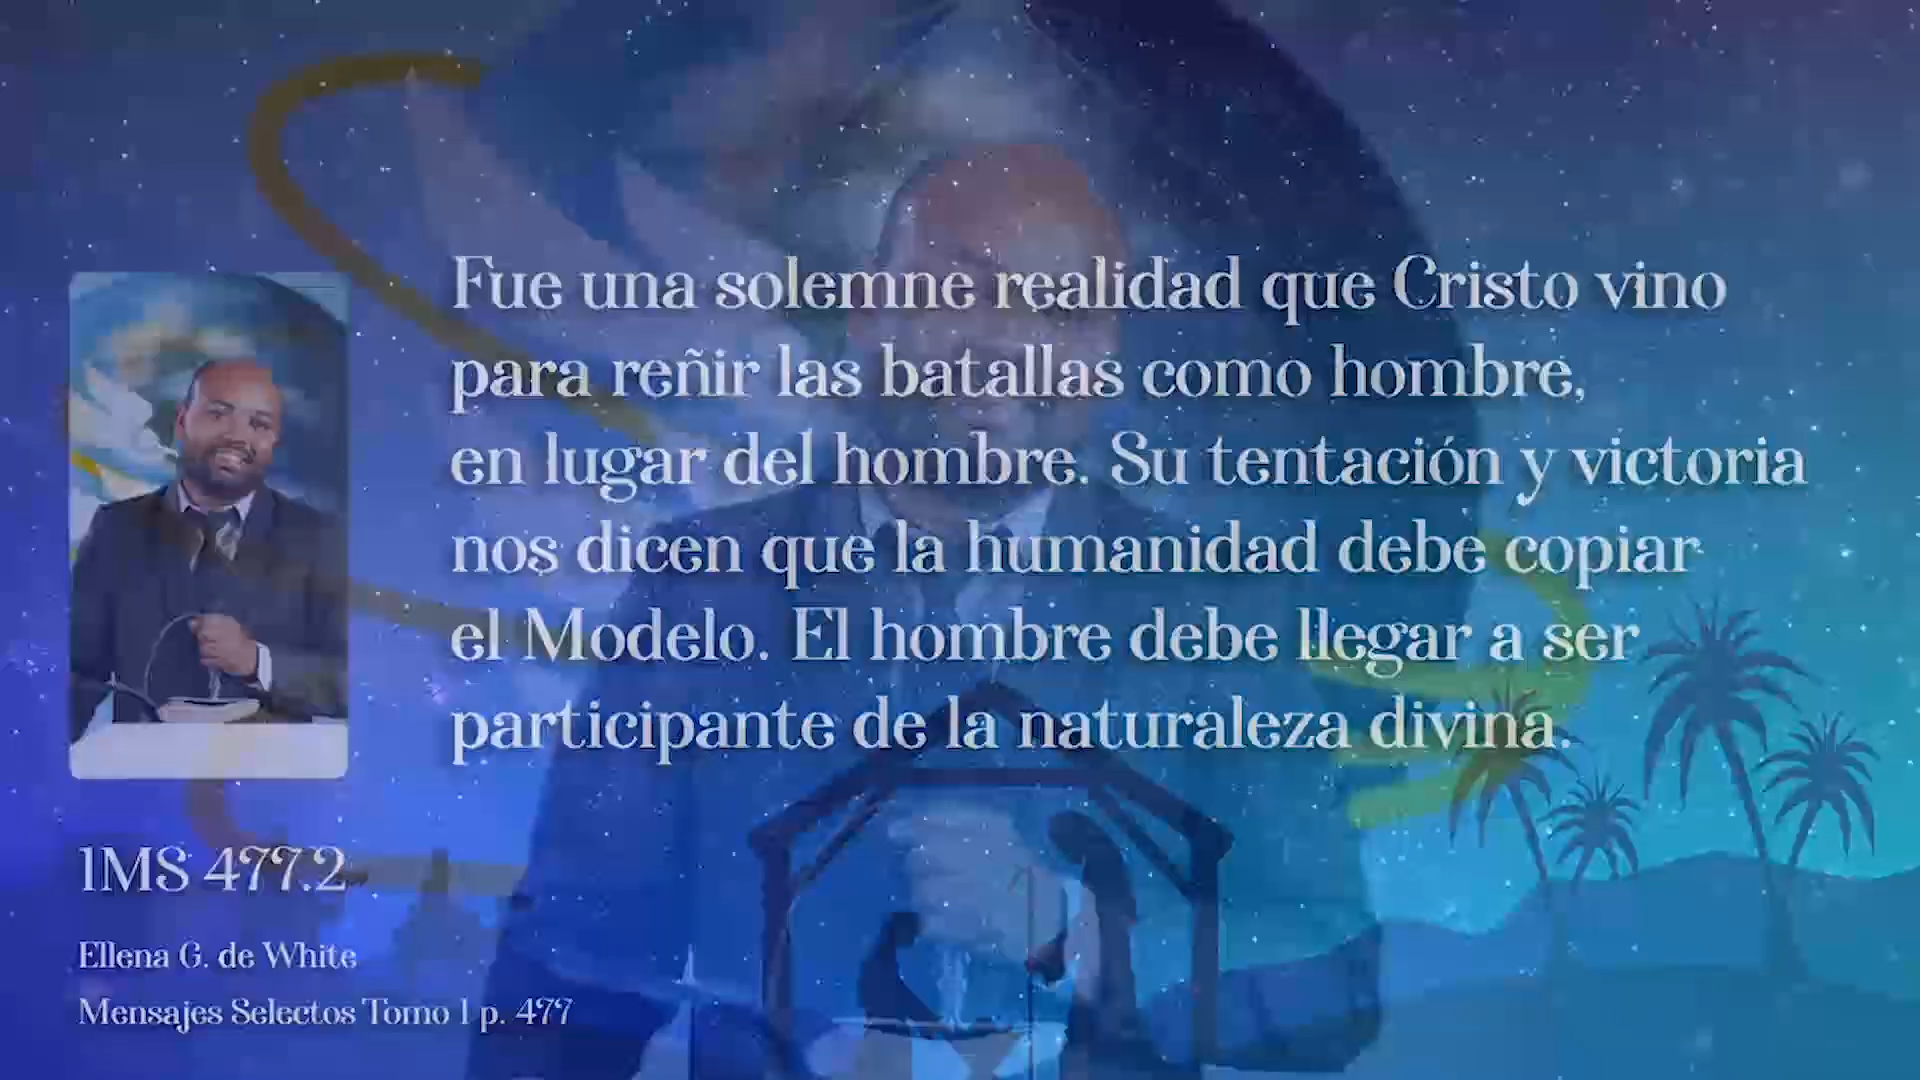 Fue una solemne realidad que Cristo vino
para reñir las batallas como hombre,
en lugar del hombre. Su tentación y victoria
nos dicen que la humanidad debe copiar
el Modelo. El hombre debe llegar a ser
participante de la naturaleza divina.
1MS 477.2
Ellena G. de White
Mensajes Selectos Tomo 1 p. 477